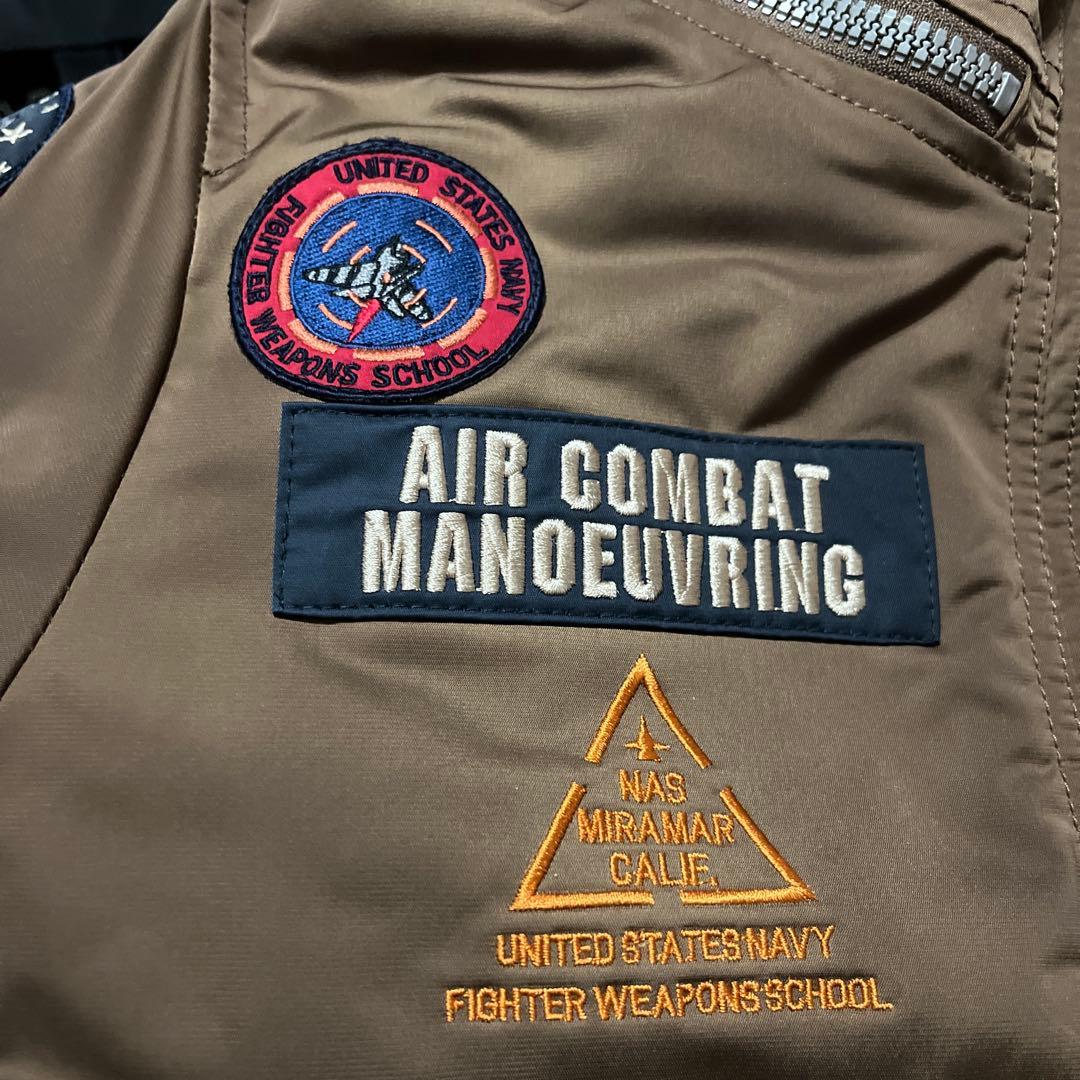 UNITED STATES NAVY
FIGHTER WEAPONS SCHOOL
AIR COMBAT
MANOEUVRING
NAS
MIRAMAR
CALIF.
UNITED STATES NAVY
FIGHTER WEAPONS SCHOOL